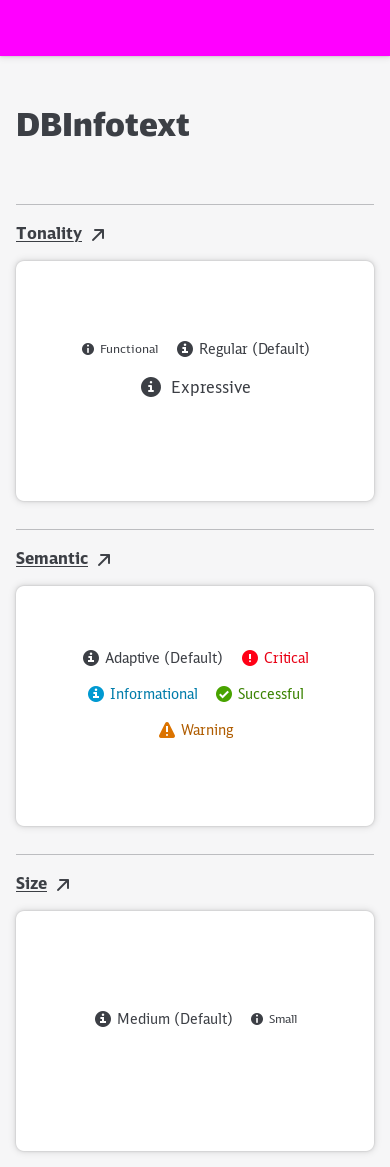 DBInfotext
Tonality
Functional Regular (Default)
Expressive
Semantic
Adaptive (Default) Critical
Informational Successful
Warning
Size
Medium (Default) Small